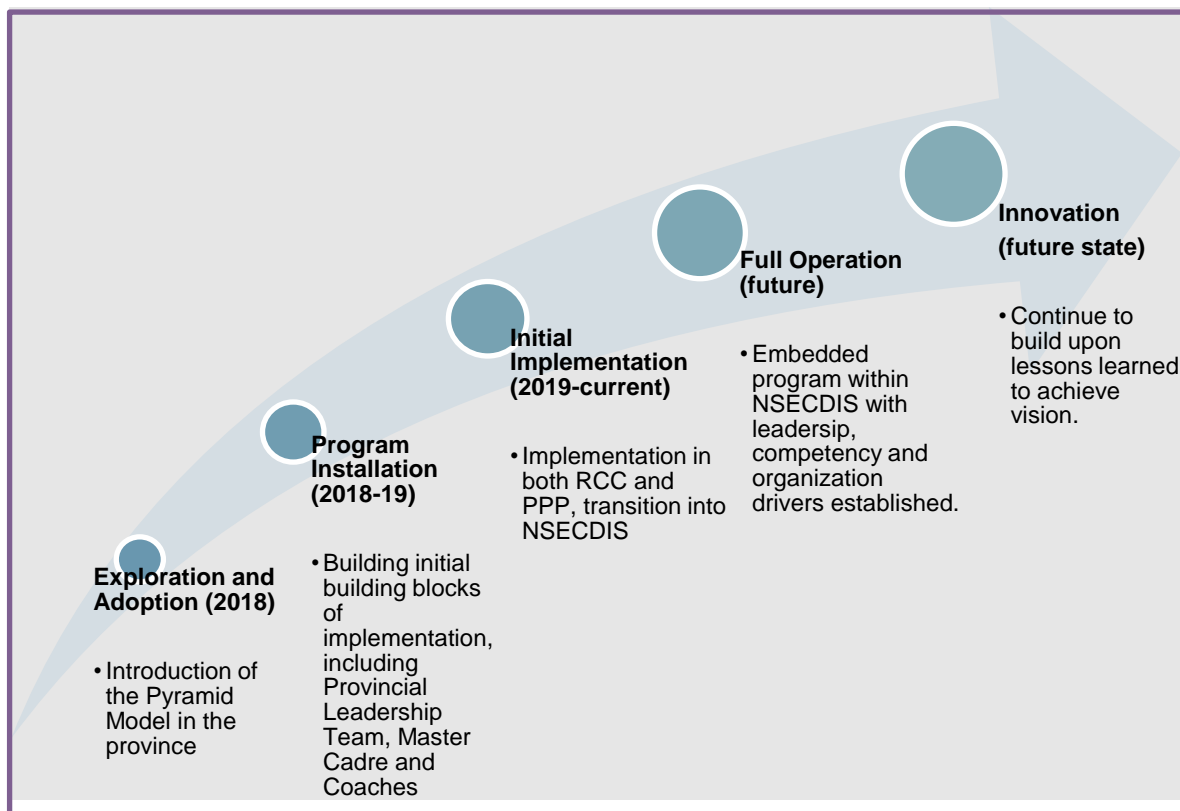 Exploration and
Adoption (2018)
• Introduction of
the Pyramid
Model in the
province
Program
Installation
(2018-19)
• Building initial
building blocks
of
implementation,
including
Provincial
Leadership
Team, Master
Cadre and
Coaches
Initial
Implementation
(2019-current)
• Implementation in
both RCC and
PPP, transition into
NSECDIS
Full Operation
(future)
• Embedded
program within
NSECDIS with
leadersip,
competency and
organization
drivers established.
Innovation
(future state)
• Continue to
build upon
lessons learned
to achieve
vision.